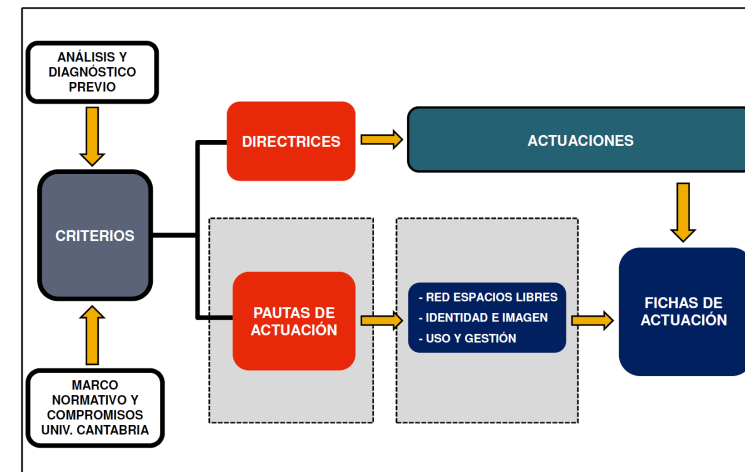 ANÁLISIS Y
DIAGNÓSTICO
PREVIO
DIRECTRICES
ACTUACIONES
CRITERIOS
PAUTAS DE
ACTUACIÓN
- RED ESPACIOS LIBRES
- IDENTIDAD E IMAGEN
- USO Y GESTIÓN
FICHAS DE
ACTUACIÓN
MARCO
NORMATIVO Y
COMPROMISOS
UNIV. CANTABRIA